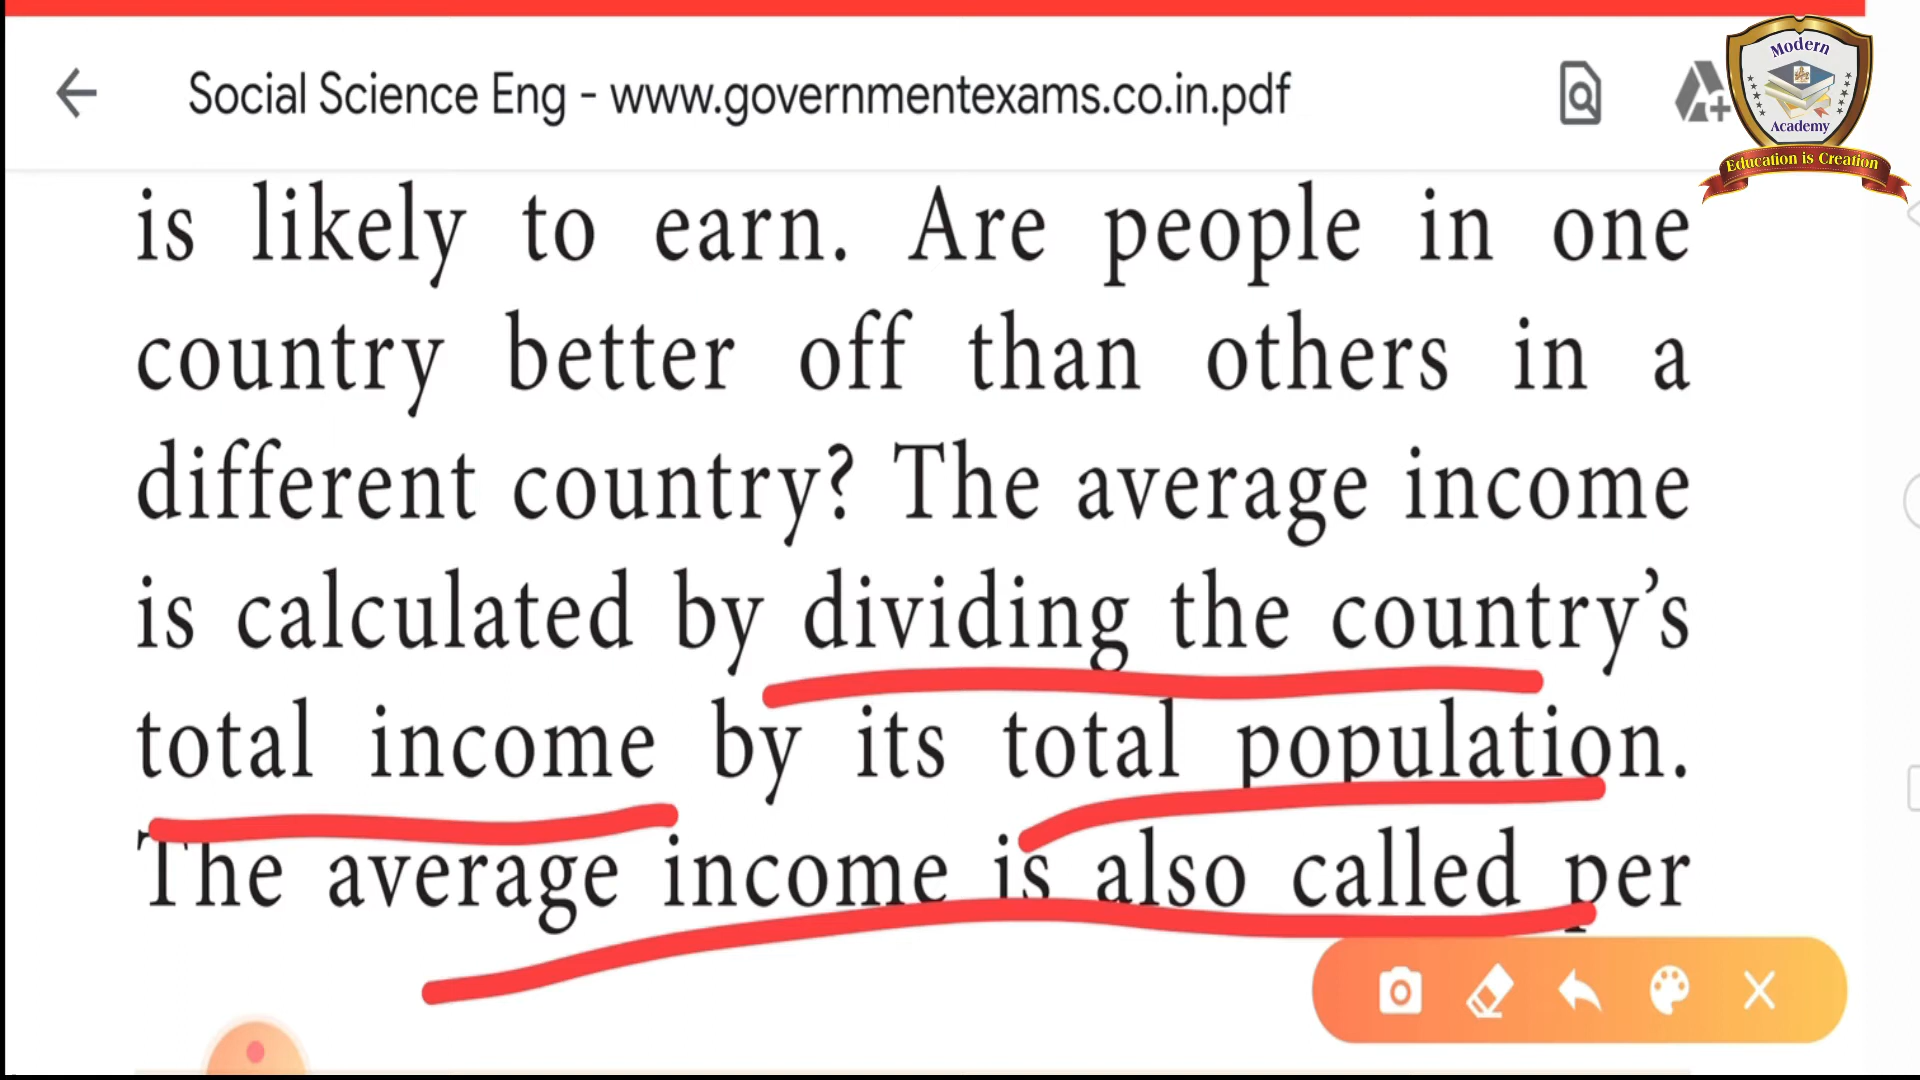 Social Science Eng - www.governmentexams.co.in.pdf
Modern
Academy
Education is Creation
is likely to earn. Are people in one
country better off than others in a
different country? The average income
is calculated by dividing the country’s
total income by its total population.
The average income is also called per